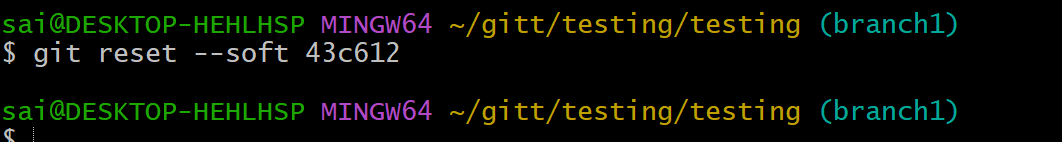 sai@DESKTOP-HEHLHSP MINGW64 ~/gitt/testing/testing (branch1)
$ git reset --soft 43c612
sai@DESKTOP-HEHLHSP MINGW64 ~/gitt/testing/testing (branch1)
$